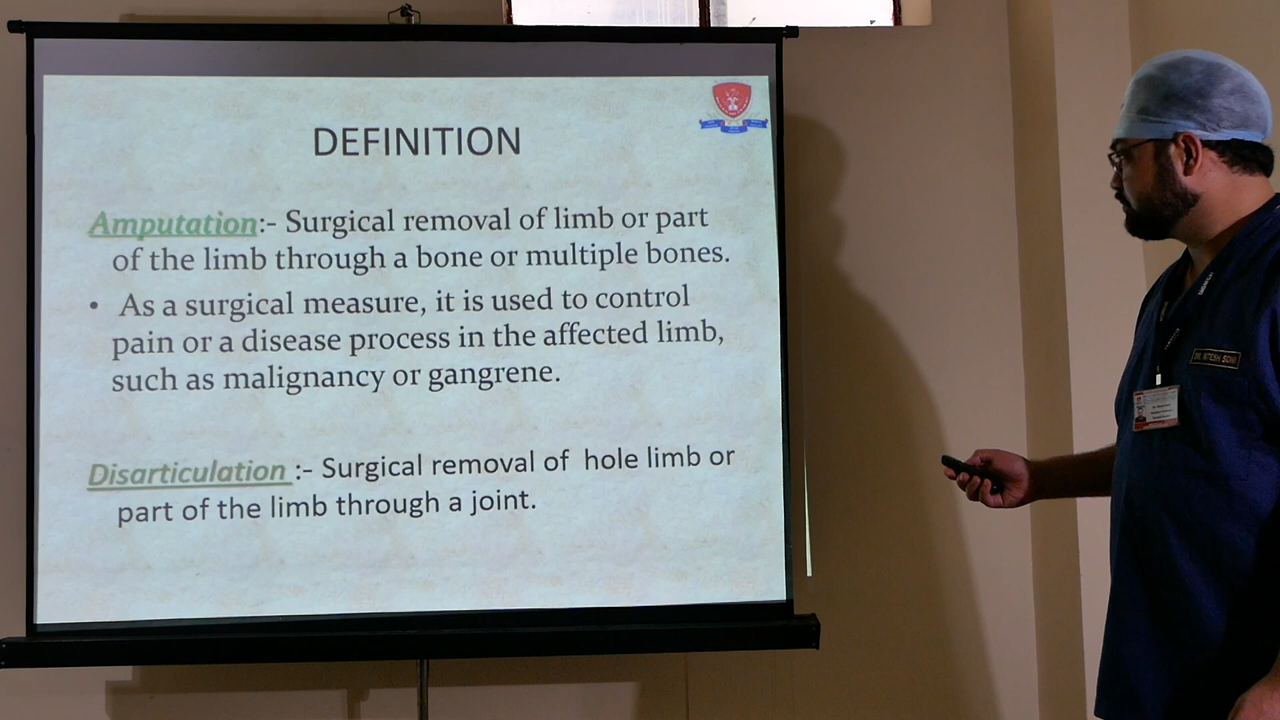 DEFINITION
Amputation:- Surgical removal of limb or part
of the limb through a bone or multiple bones.
• As a surgical measure, it is used to control
pain or a disease process in the affected limb,
such as malignancy or gangrene.
Disarticulation :- Surgical removal of hole limb or
part of the limb through a joint.
DR. NITESH